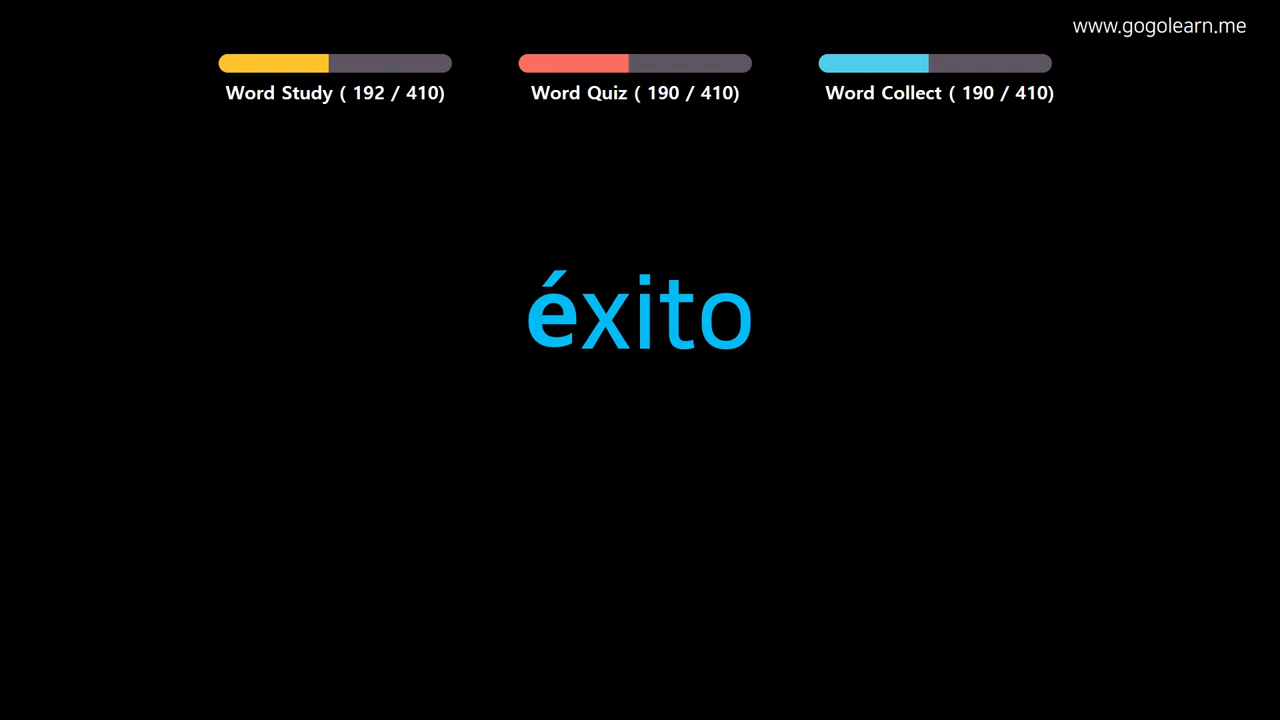 www.gogolearn.me
Word Study ( 192 / 410)
Word Quiz ( 190 / 410)
Word Collect ( 190 / 410)
éxito